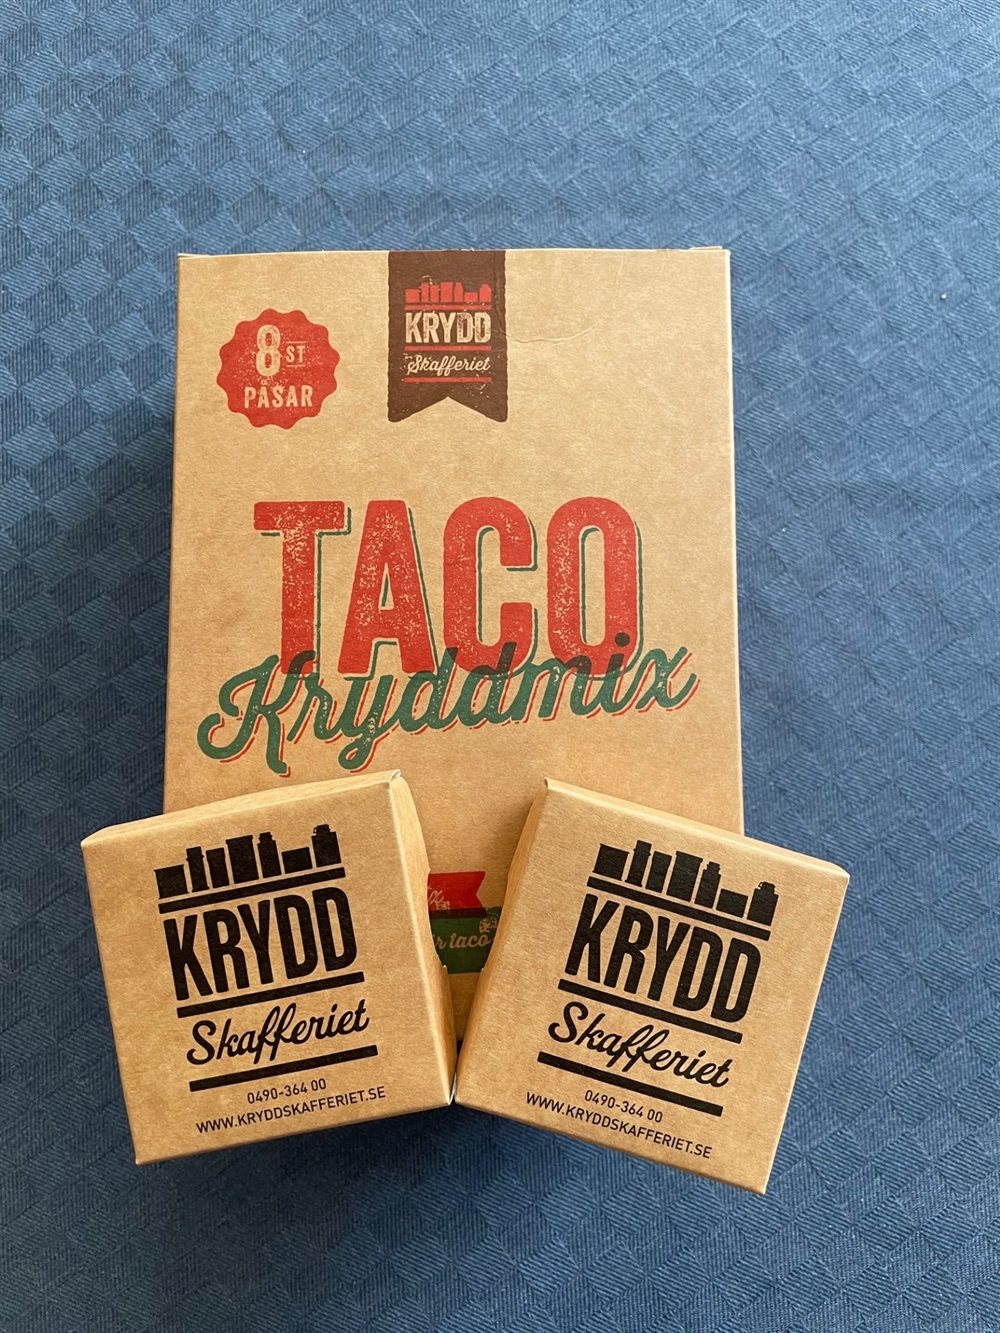 8 ST
PÅSAR
KRYDD
Skafferiet
TACO
Kryddmix
taco
KRYDD
Skafferiet
0490-364 00
WWW.KRYDDSKAFFERIET.SE
KRYDD
Skafferiet
0490-364 00
WWW.KRYDDSKAFFERIET.SE